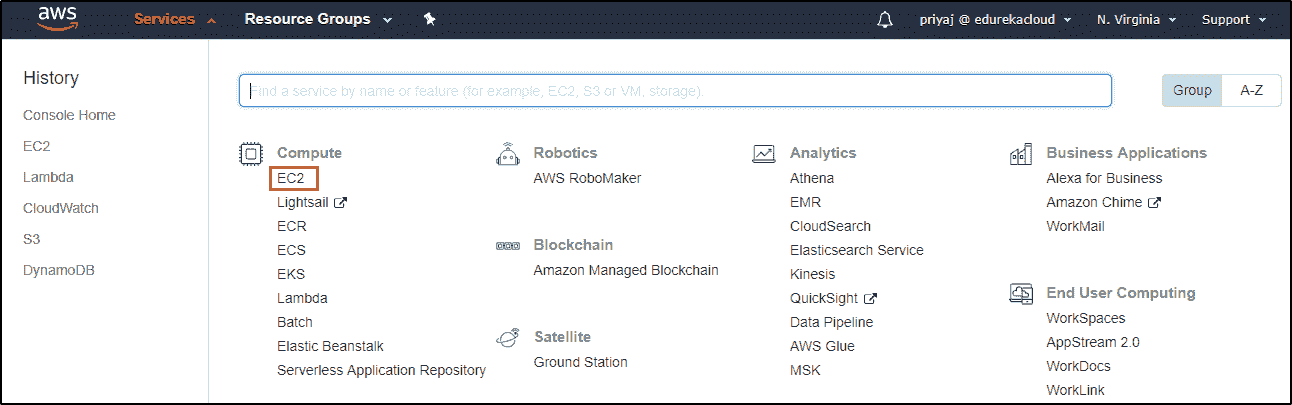 aws Services Resource Groups priyaj @ edurekacloud N. Virginia Support
History
Console Home
EC2
Lambda
CloudWatch
S3
DynamoDB
Find a service by name or feature (for example, EC2, S3 or VM, storage).
Group A-Z
Compute
EC2
Lightsail
ECR
ECS
EKS
Lambda
Batch
Elastic Beanstalk
Serverless Application Repository
Robotics
AWS RoboMaker
Blockchain
Amazon Managed Blockchain
Satellite
Ground Station
Analytics
Athena
EMR
CloudSearch
Elasticsearch Service
Kinesis
QuickSight
Data Pipeline
AWS Glue
MSK
Business Applications
Alexa for Business
Amazon Chime
WorkMail
End User Computing
WorkSpaces
AppStream 2.0
WorkDocs
WorkLink